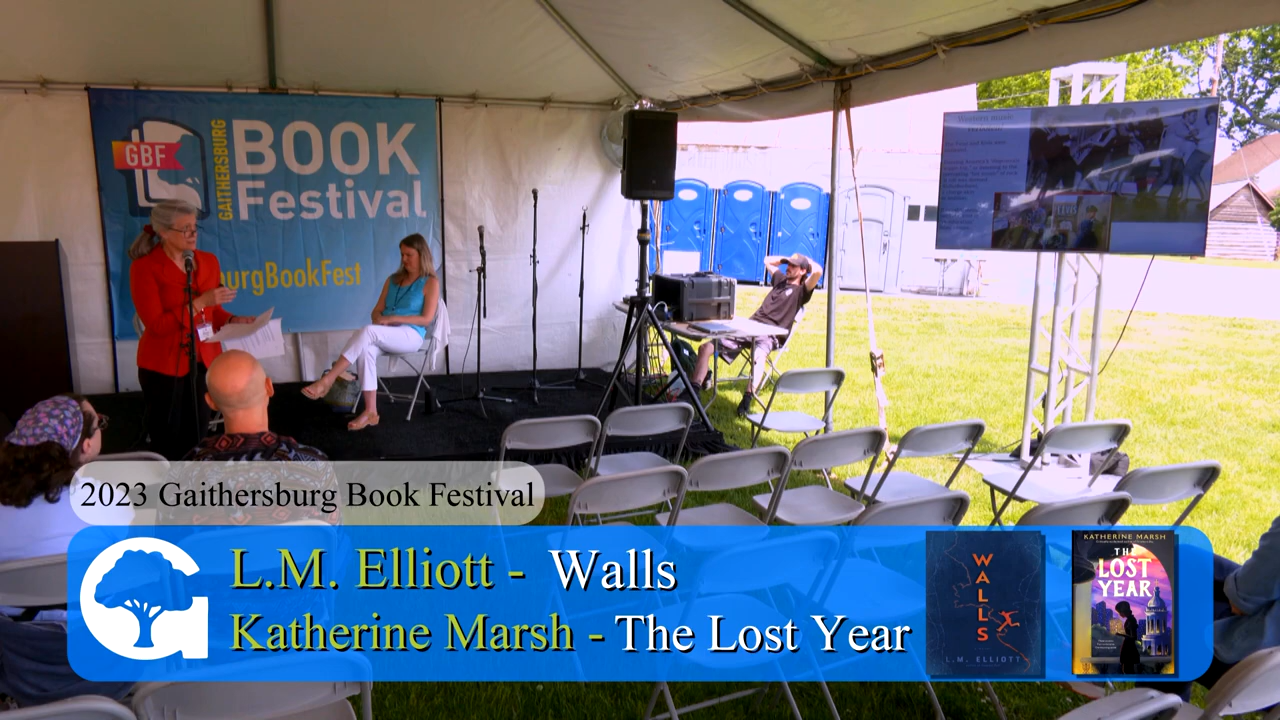 GBF
GAITHERSBURG
BOOK
Festival
burgBookFest
2023 Gaithersburg Book Festival
L.M. Elliott - Walls
Katherine Marsh - The Lost Year
WALLS
L.M. ELLIOTT
KATHERINE MARSH
THE
LOST
YEAR